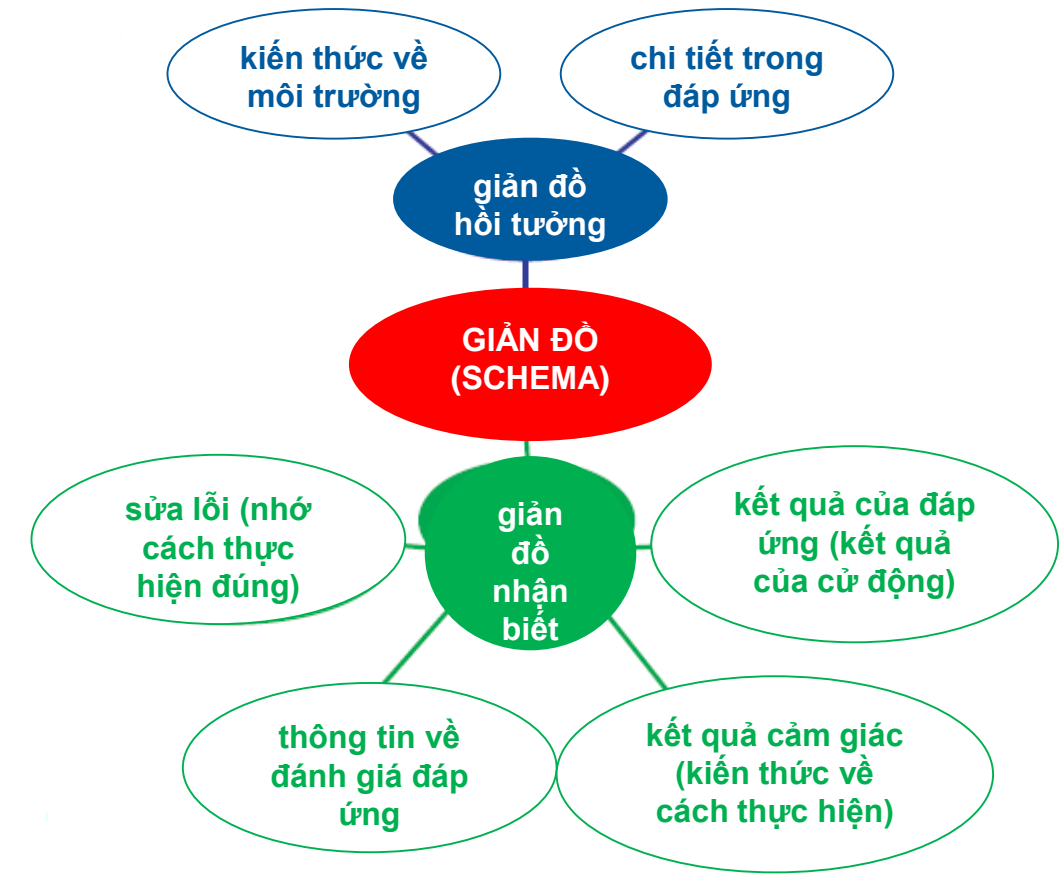 kiến thức về
môi trường
chi tiết trong
đáp ứng
giản đồ
hồi tưởng
GIẢN ĐỒ
(SCHEMA)
giản
đồ
nhận
biết
sửa lỗi (nhớ
cách thực
hiện đúng)
kết quả của đáp
ứng (kết quả
của cử động)
thông tin về
đánh giá đáp
ứng
kết quả cảm giác
(kiến thức về
cách thực hiện)